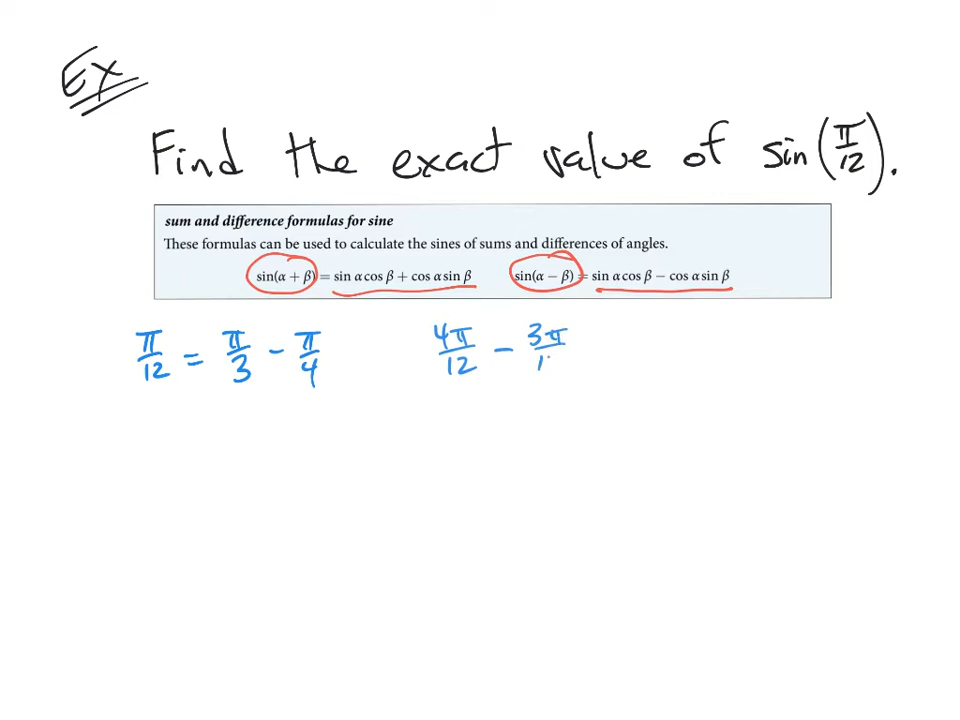 Ex
Find the exact value of sin(π/12).
sum and difference formulas for sine
These formulas can be used to calculate the sines of sums and differences of angles.
sin(α + β) = sin α cos β + cos α sin β sin(α − β) = sin α cos β − cos α sin β
π/12 = π/3 − π/4 4π/12 − 3π/1